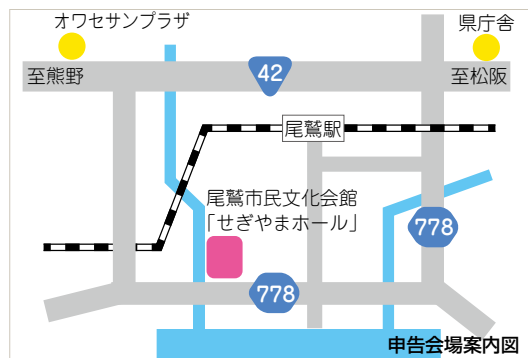 オワセサンプラザ
県庁舎
至熊野
42
至松阪
尾鷲駅
尾鷲市民文化会館
「せぎやまホール」
778
778
申告会場案内図